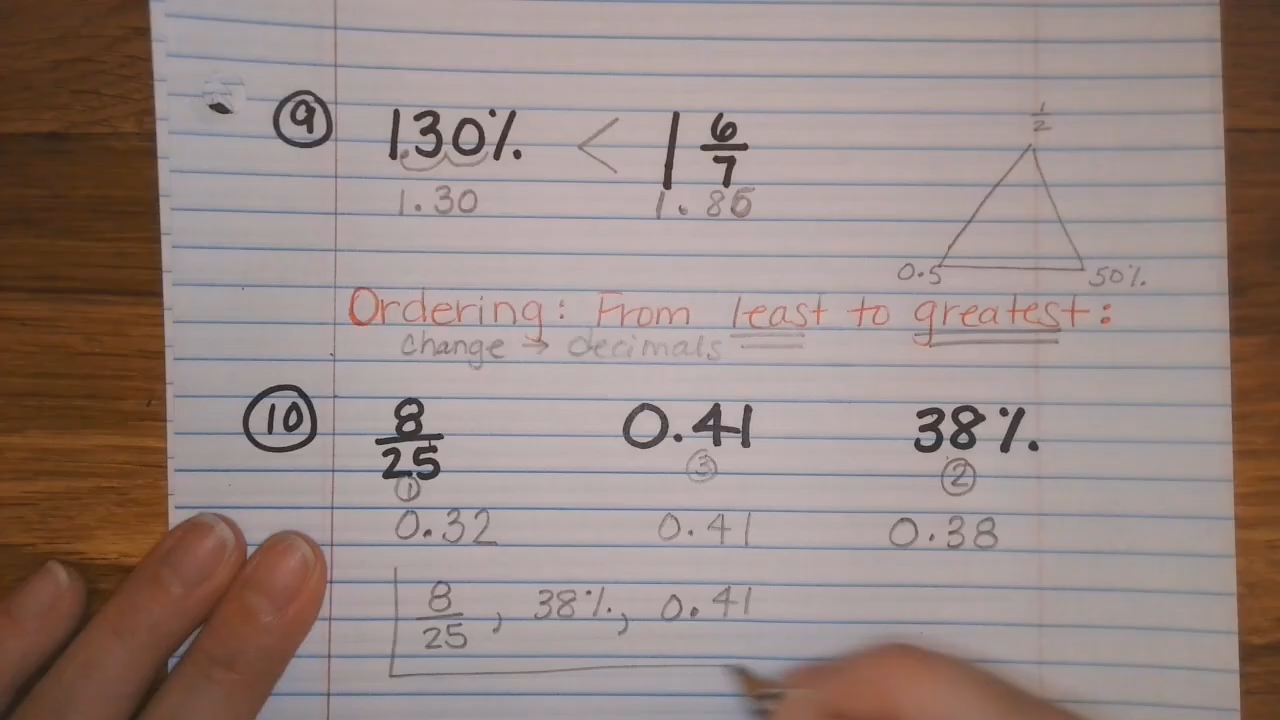 9 130% < 1 6/7
1.30 1.86
1/2
0.5 50%
Ordering: From least to greatest:
change → decimals
10 8/25 0.41 38%
1 3 2
0.32 0.41 0.38
8/25, 38%, 0.41